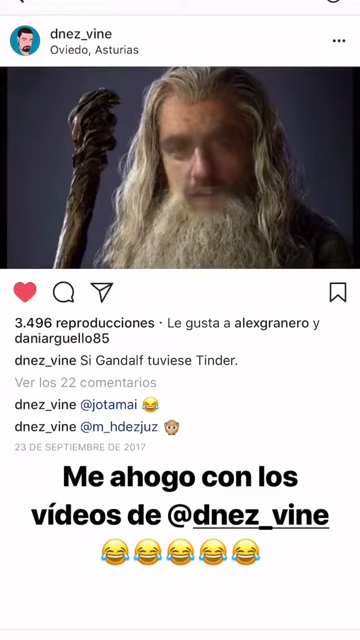 dnez_vine
Oviedo, Asturias
3.496 reproducciones · Le gusta a alexgranero y
daniarguello85
dnez_vine Si Gandalf tuviese Tinder.
Ver los 22 comentarios
dnez_vine @jotamai 😂
dnez_vine @m_hdezjuz 🙊
23 DE SEPTIEMBRE DE 2017
Me ahogo con los
vídeos de @dnez_vine
😂😂😂😂😂